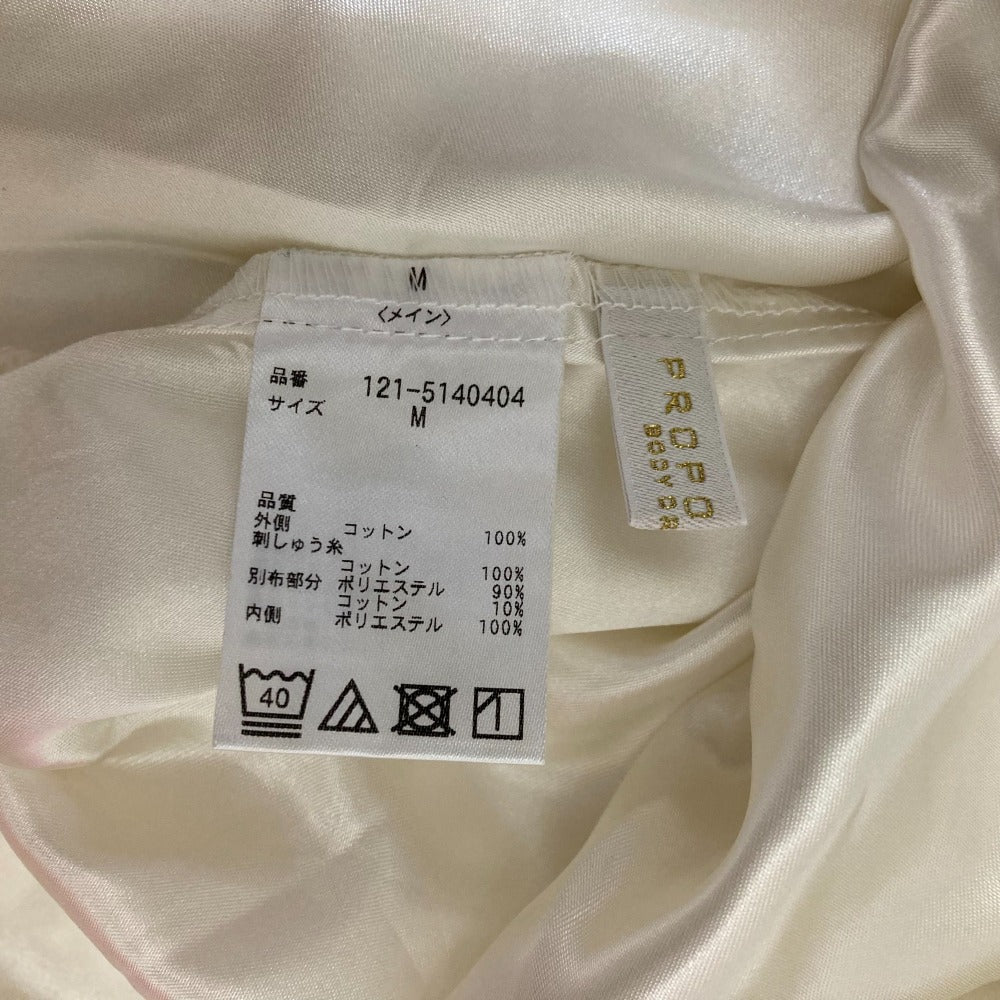 M
〈メイン〉
品番 121-5140404
サイズ M
品質
外側 コットン 100%
刺しゅう糸
コットン 100%
別布部分 ポリエステル 90%
コットン 10%
内側 ポリエステル 100%
40
PROPO
BODY DR